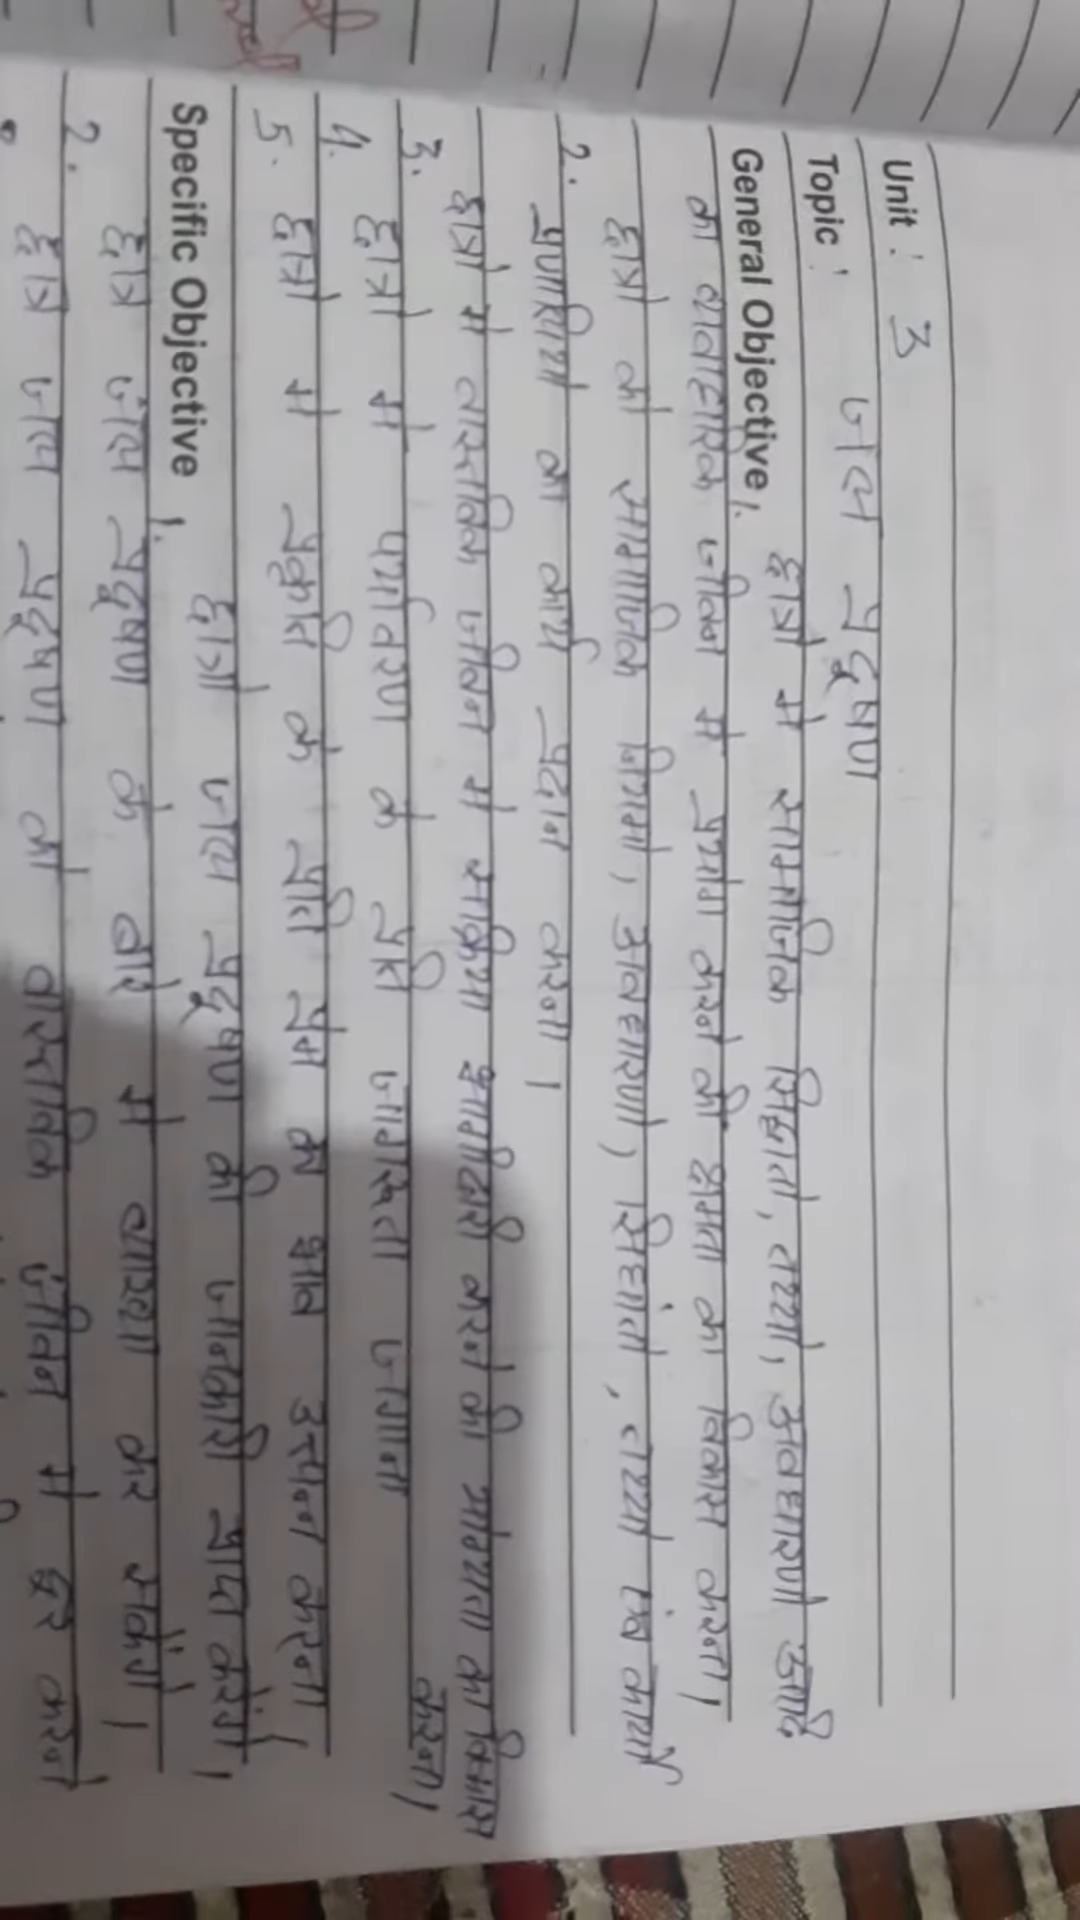 Unit : 3
Topic : जल प्रदूषण
General Objective 1. छात्रों में सामाजिक सिद्धातों, तथ्यों, अवधारणों आदि
का व्यावहारिक जीवन में प्रयोग करने की क्षमता का विकास करना।
छात्रों को सामाजिक नियमों, अवधारणों, सिधांतों, तथ्यों एंव कार्यों
2. प्रणालियों का कार्य प्रदान करना।
छात्रों में वास्तविक जीवन में सक्रिया भागीदारी करने की योग्यता का विकास
करना।
3.
4. छात्रों में पर्यावरण के प्रति जागरूता जगाना
5. छात्रों में प्रकृति के प्रति प्रेम का भाव उत्पन्न करना।
Specific Objective 1. छात्रों जल प्रदूषण की जानकारी प्राप्त करेंगे।
2. छात्र जल प्रदूषण के बारे में व्याख्या कर सकेंगे।
छात्र जल प्रदूषण को वास्तविक जीवन में दूर करने